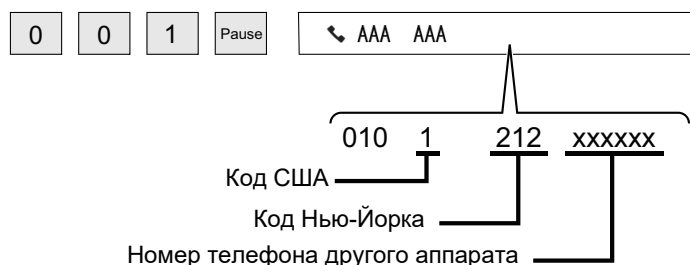 0 0 1 Pause AAA AAA
010 1 212 xxxxxx
Код США
Код Нью-Йорка
Номер телефона другого аппарата